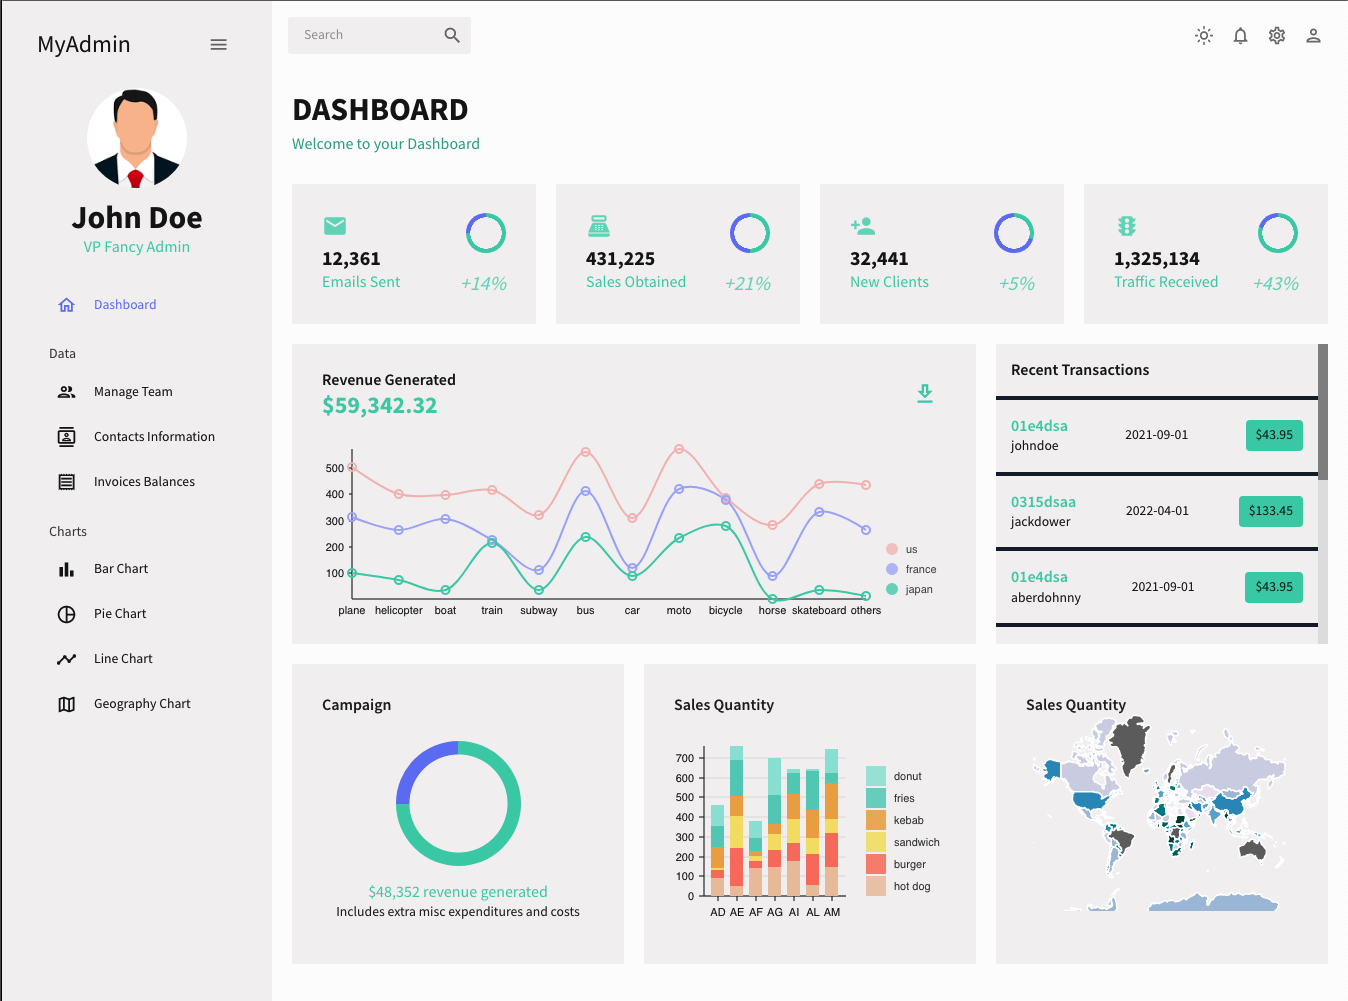 MyAdmin
Search
John Doe
VP Fancy Admin
Dashboard
Data
Manage Team
Contacts Information
Invoices Balances
Charts
Bar Chart
Pie Chart
Line Chart
Geography Chart
DASHBOARD
Welcome to your Dashboard
12,361
Emails Sent +14%
431,225
Sales Obtained +21%
32,441
New Clients +5%
1,325,134
Traffic Received +43%
Revenue Generated
$59,342.32
500
400
300
200
100
plane helicopter boat train subway bus car moto bicycle horse skateboard others
us
france
japan
Recent Transactions
01e4dsa
johndoe
2021-09-01
$43.95
0315dsaa
jackdower
2022-04-01
$133.45
01e4dsa
aberdohnny
2021-09-01
$43.95
Campaign
$48,352 revenue generated
Includes extra misc expenditures and costs
Sales Quantity
700
600
500
400
300
200
100
0
AD AE AF AG AI AL AM
donut
fries
kebab
sandwich
burger
hot dog
Sales Quantity